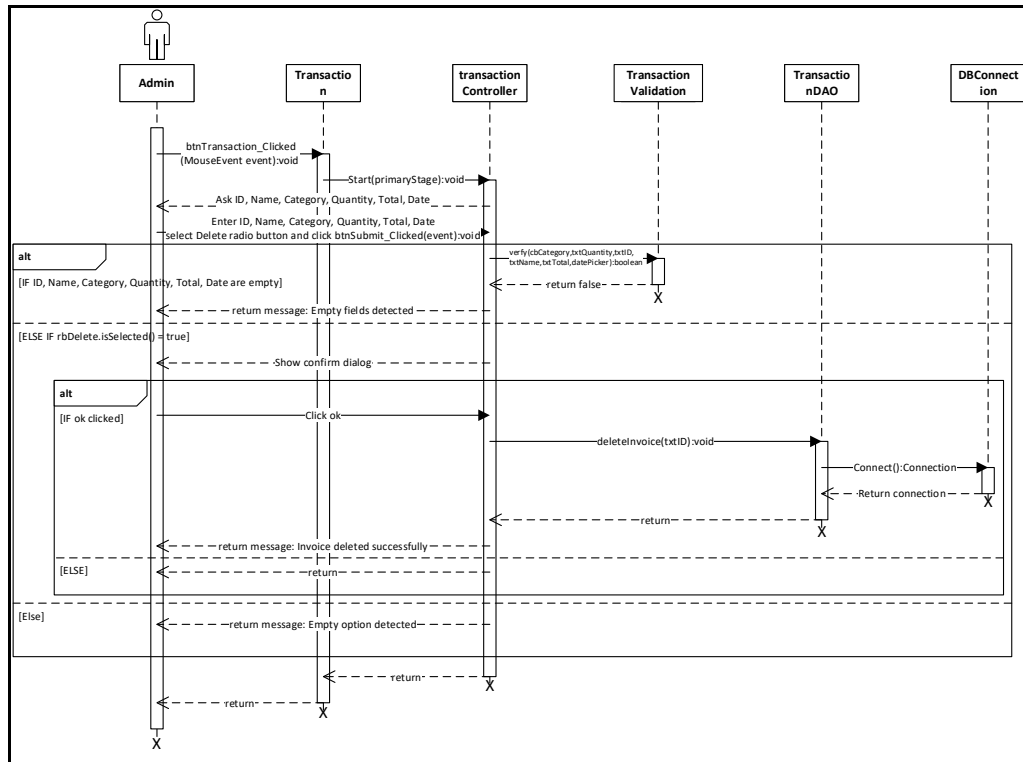 Admin
Transactio
n
transaction
Controller
Transaction
Validation
Transactio
nDAO
DBConnect
ion
btnTransaction_Clicked
(MouseEvent event):void
Start(primaryStage):void
Ask ID, Name, Category, Quantity, Total, Date
Enter ID, Name, Category, Quantity, Total, Date
select Delete radio button and click btnSubmit_Clicked(event):void
alt
verfy(cbCategory,txtQuantity,txtID,
txtName,txtTotal,datePicker):boolean
[IF ID, Name, Category, Quantity, Total, Date are empty]
return false
X
return message: Empty fields detected
[ELSE IF rbDelete.isSelected() = true]
Show confirm dialog
alt
[IF ok clicked]
Click ok
deleteInvoice(txtID):void
Connect():Connection
Return connection
X
return
X
return message: Invoice deleted successfully
[ELSE]
return
[Else]
return message: Empty option detected
return
X
return
X
X